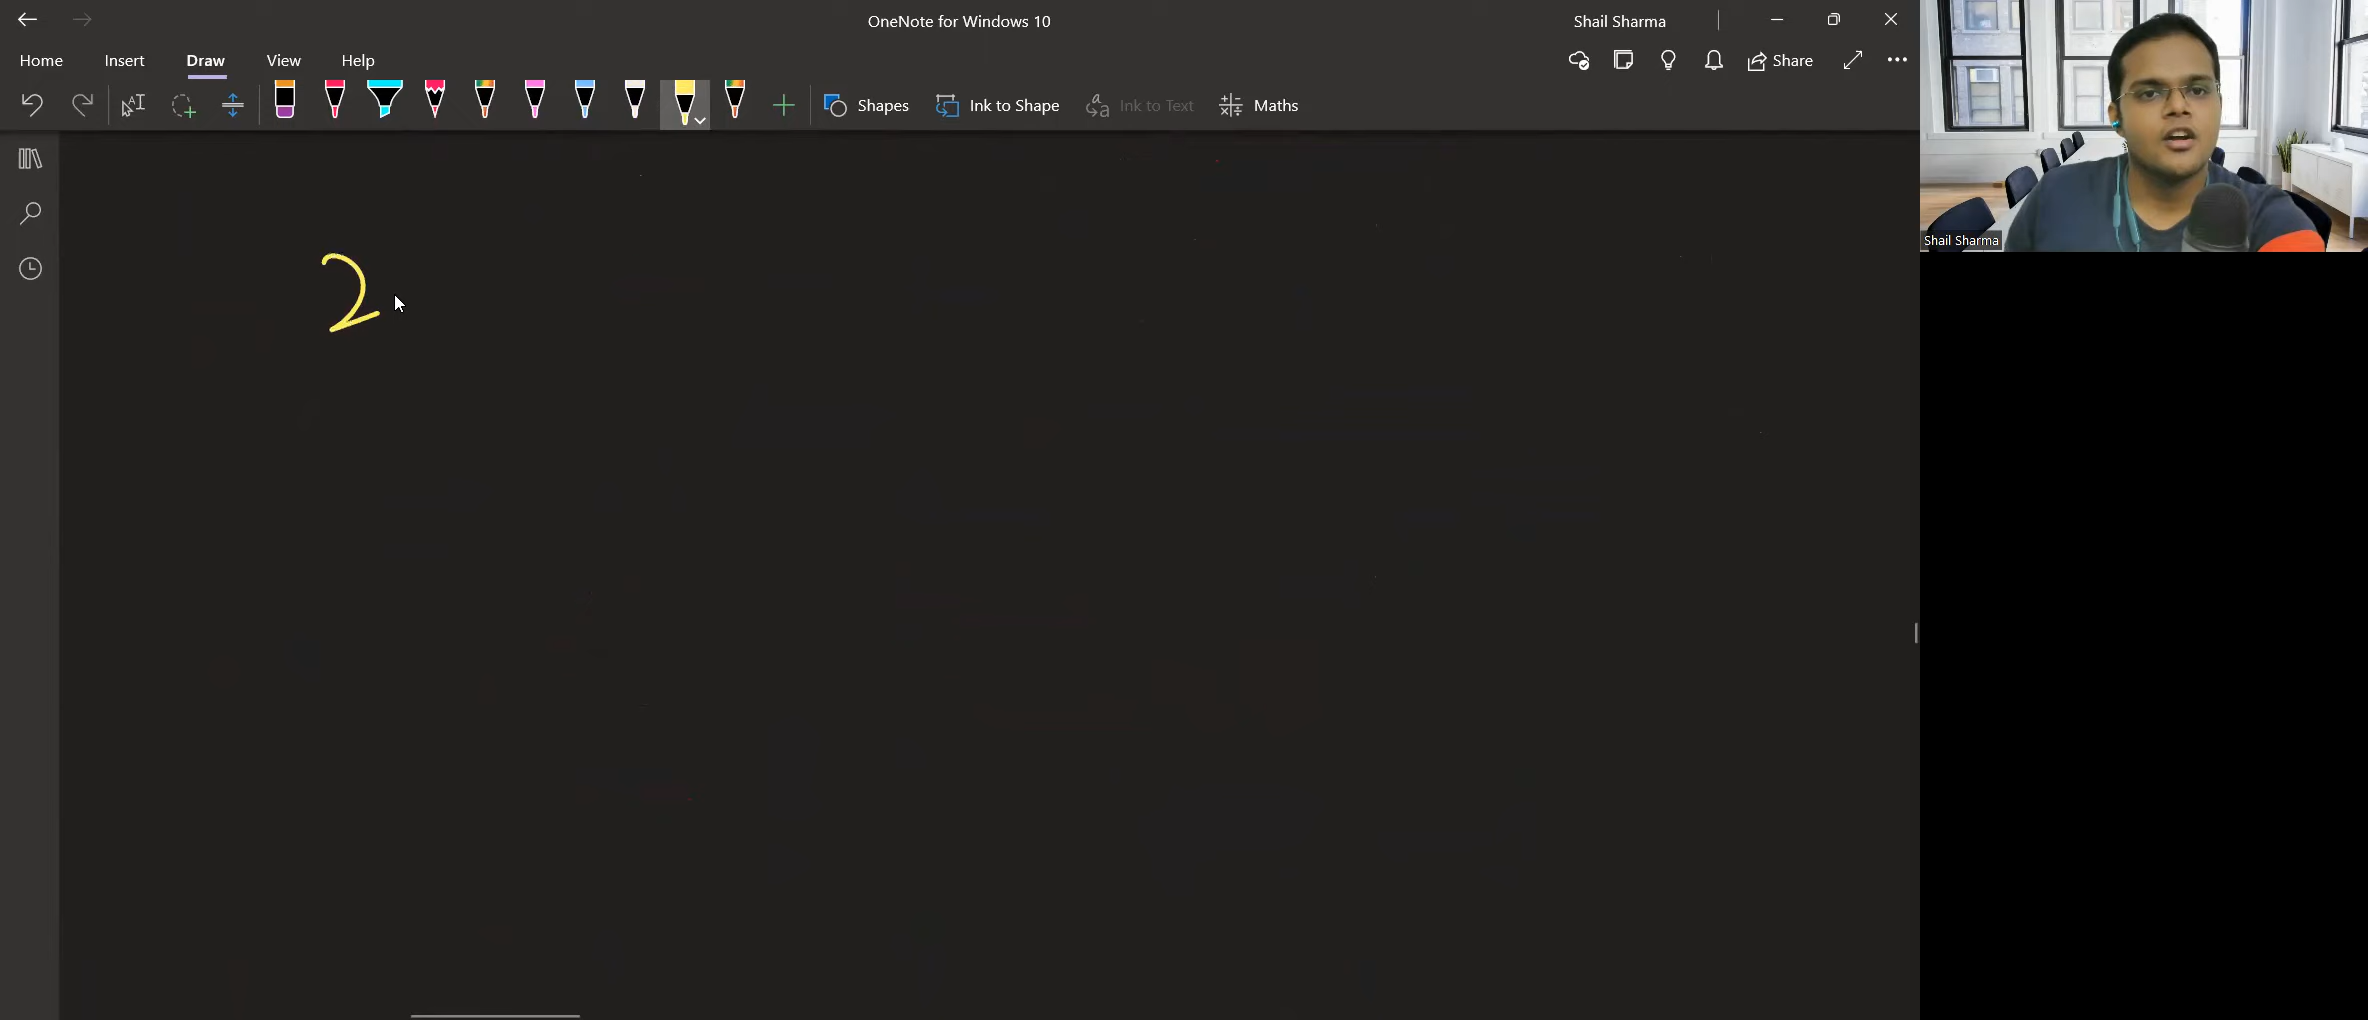 OneNote for Windows 10
Shail Sharma
Home Insert Draw View Help
Share
Shapes Ink to Shape Ink to Text Maths
2
Shail Sharma